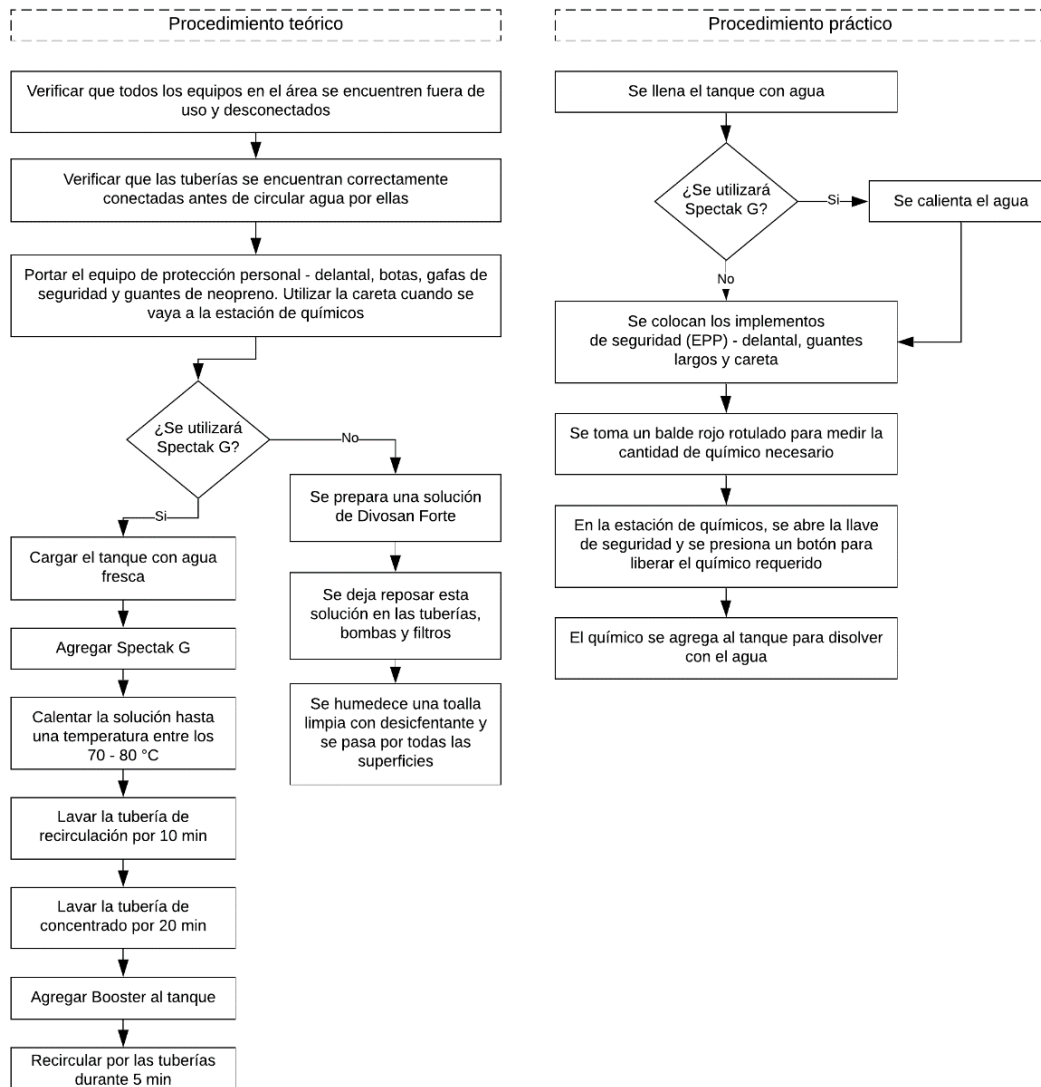 Procedimiento teórico
Verificar que todos los equipos en el área se encuentren fuera de
uso y desconectados
Verificar que las tuberías se encuentran correctamente
conectadas antes de circular agua por ellas
Portar el equipo de protección personal - delantal, botas, gafas de
seguridad y guantes de neopreno. Utilizar la careta cuando se
vaya a la estación de químicos
¿Se utilizará
Spectak G?
No
Si
Cargar el tanque con agua
fresca
Agregar Spectak G
Calentar la solución hasta
una temperatura entre los
70 - 80 °C
Lavar la tubería de
recirculación por 10 min
Lavar la tubería de
concentrado por 20 min
Agregar Booster al tanque
Recircular por las tuberías
durante 5 min
Se prepara una solución
de Divosan Forte
Se deja reposar esta
solución en las tuberías,
bombas y filtros
Se humedece una toalla
limpia con desicfentante y
se pasa por todas las
superficies
Procedimiento práctico
Se llena el tanque con agua
¿Se utilizará
Spectak G?
Si
Se calienta el agua
No
Se colocan los implementos
de seguridad (EPP) - delantal, guantes
largos y careta
Se toma un balde rojo rotulado para medir la
cantidad de químico necesario
En la estación de químicos, se abre la llave
de seguridad y se presiona un botón para
liberar el químico requerido
El químico se agrega al tanque para disolver
con el agua